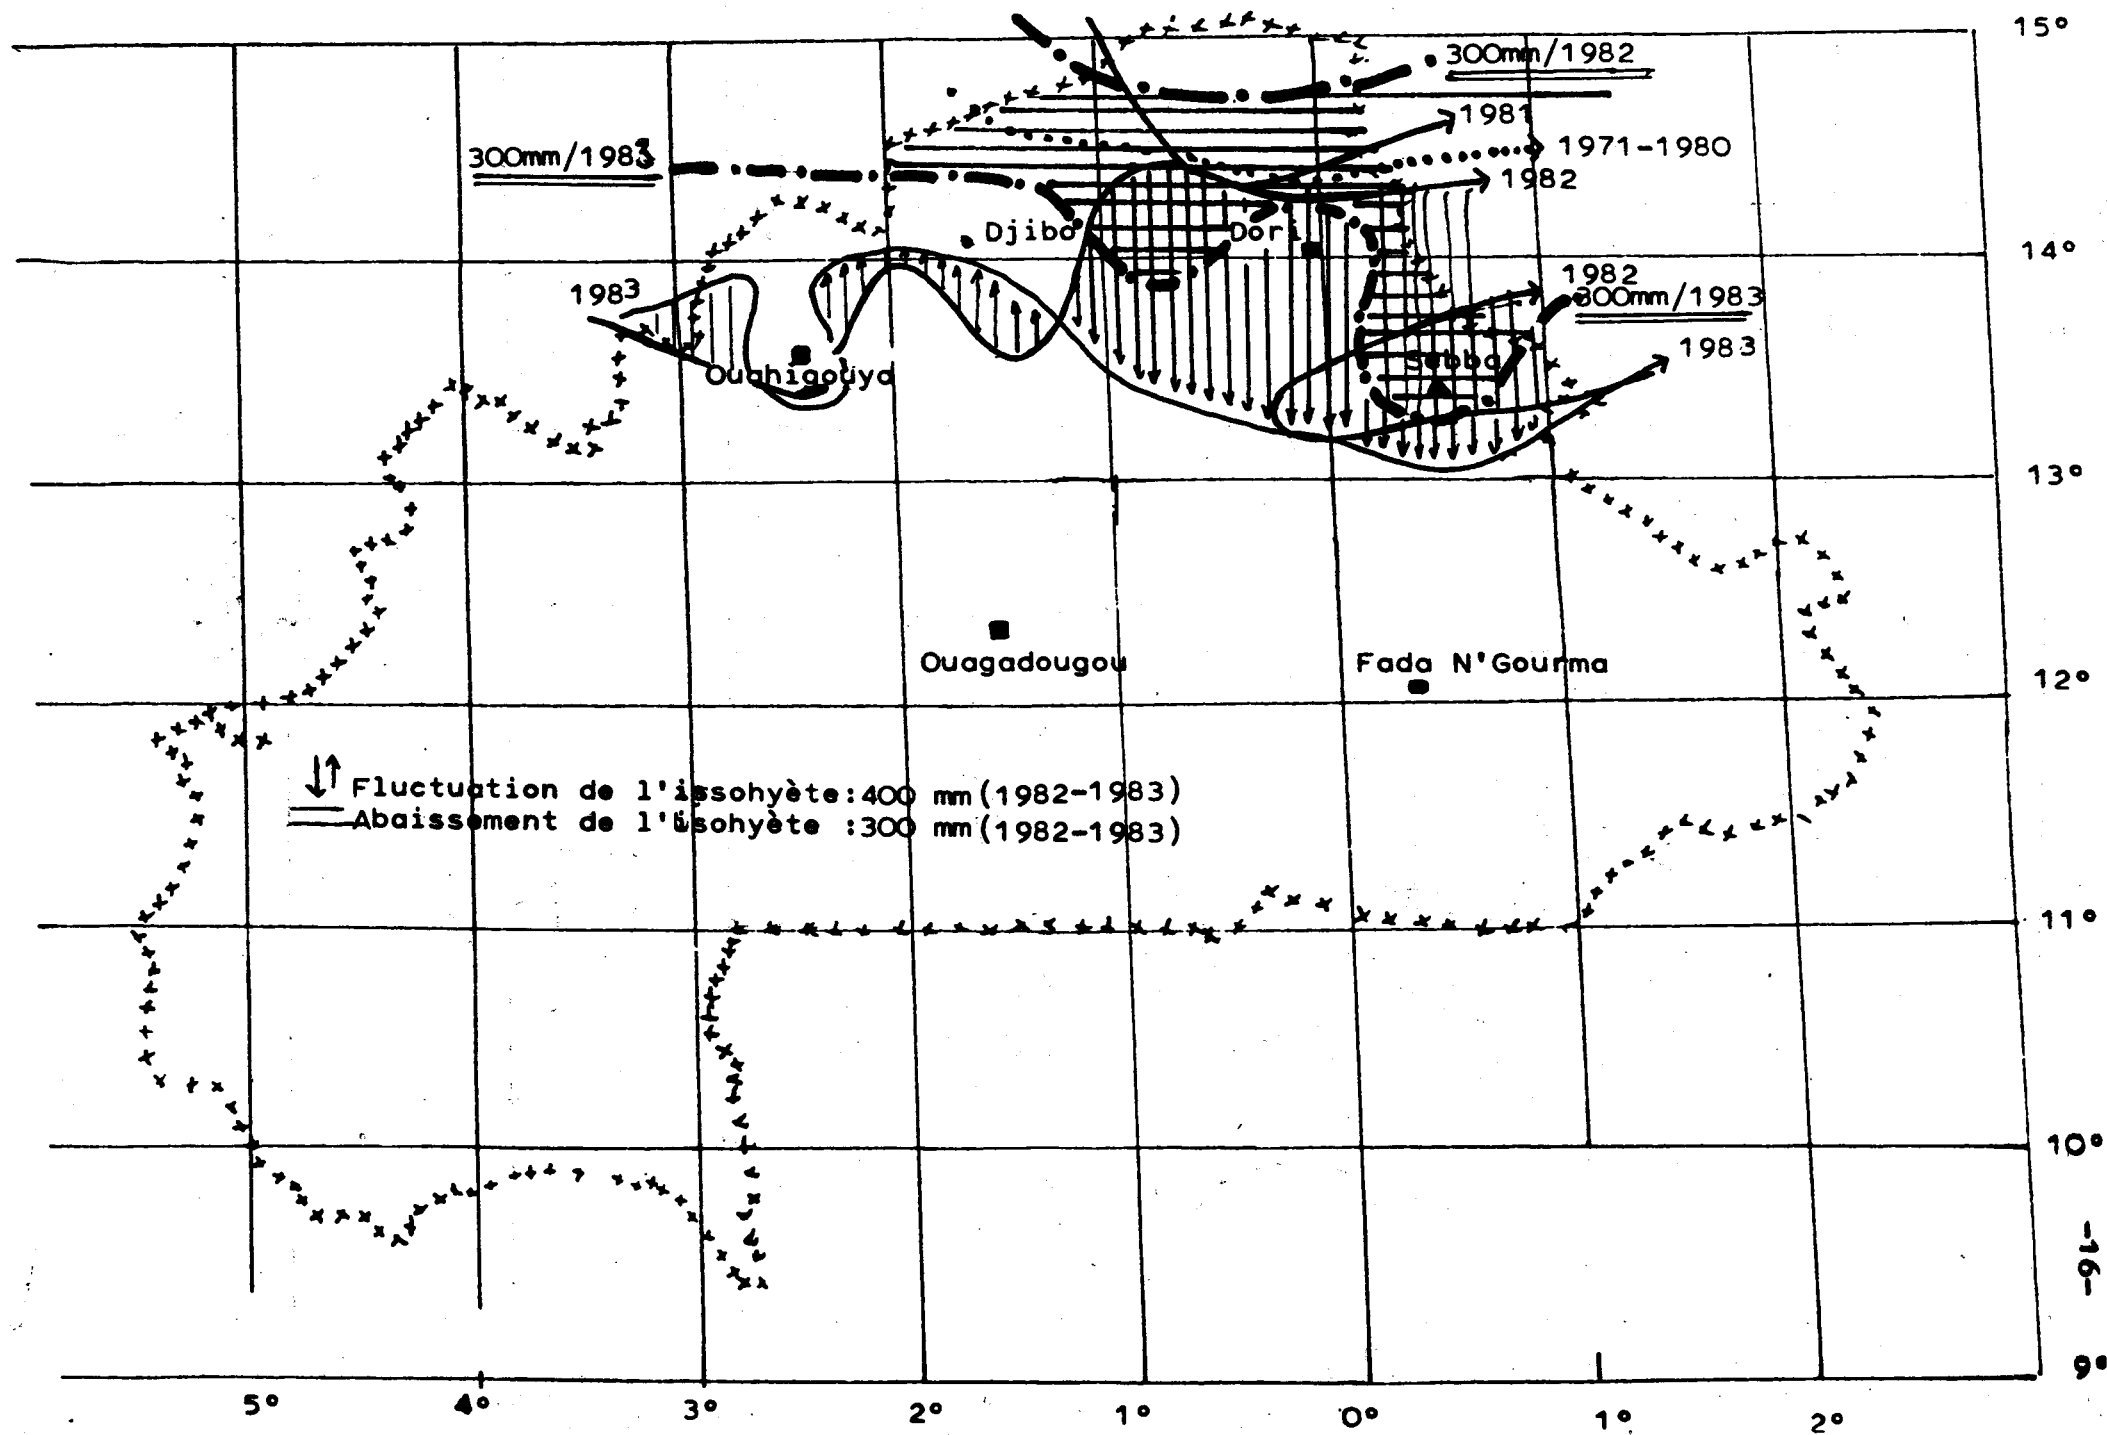 15°
300mm/1982
1981
300mm/1983
1971-1980
1982
Djibo
Dori
14°
1982
1983
300mm/1983
1983
Sebba
Ouahigouya
13°
Ouagadougou
Fada N'Gourma
12°
Fluctuation de l'issohyète:400 mm(1982-1983)
Abaissement de l'isohyète :300 mm(1982-1983)
11°
10°
-16-
9°
5°
4°
3°
2°
1°
0°
1°
2°